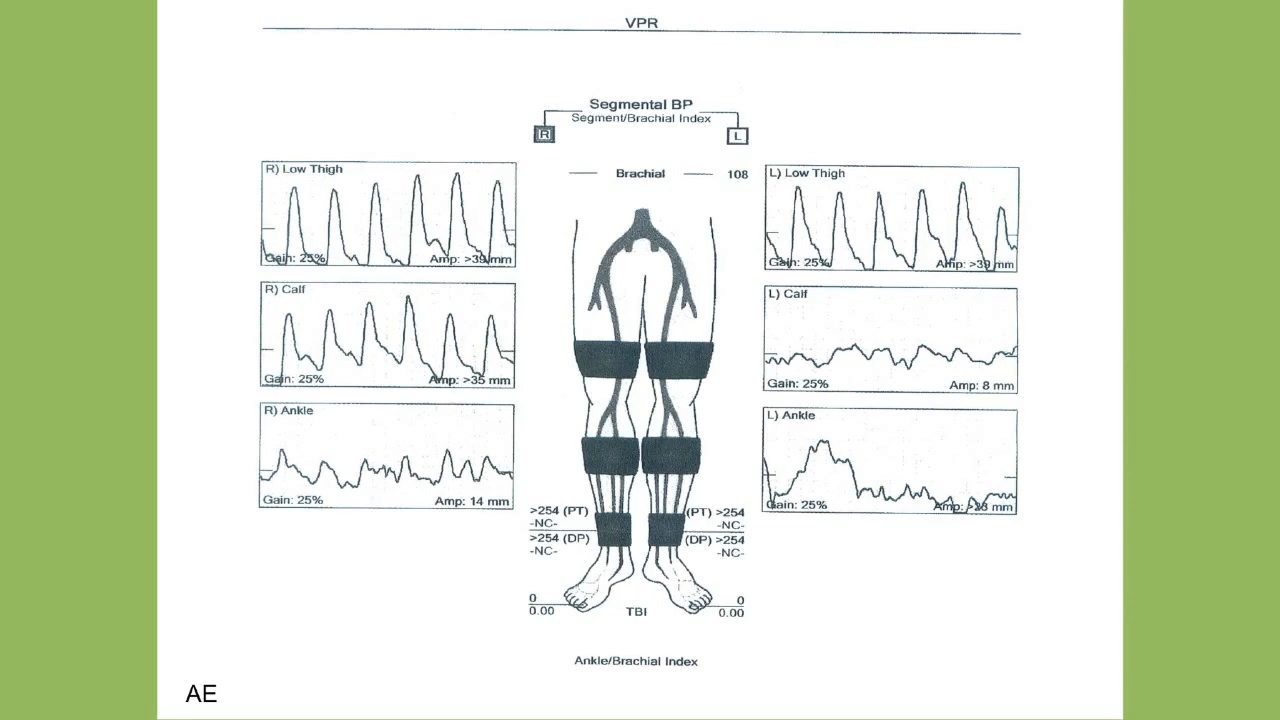 VPR
Segmental BP
Segment/Brachial Index
R
L
Brachial
108
R) Low Thigh
Gain: 25%
Amp: >39 mm
L) Low Thigh
Gain: 25%
Amp: >39 mm
R) Calf
Gain: 25%
Amp: >35 mm
L) Calf
Gain: 25%
Amp: 8 mm
R) Ankle
Gain: 25%
Amp: 14 mm
L) Ankle
Gain: 25%
Amp: >23 mm
>254 (PT)
-NC-
>254 (DP)
-NC-
(PT) >254
-NC-
(DP) >254
-NC-
0
0.00
TBI
0
0.00
Ankle/Brachial Index
AE